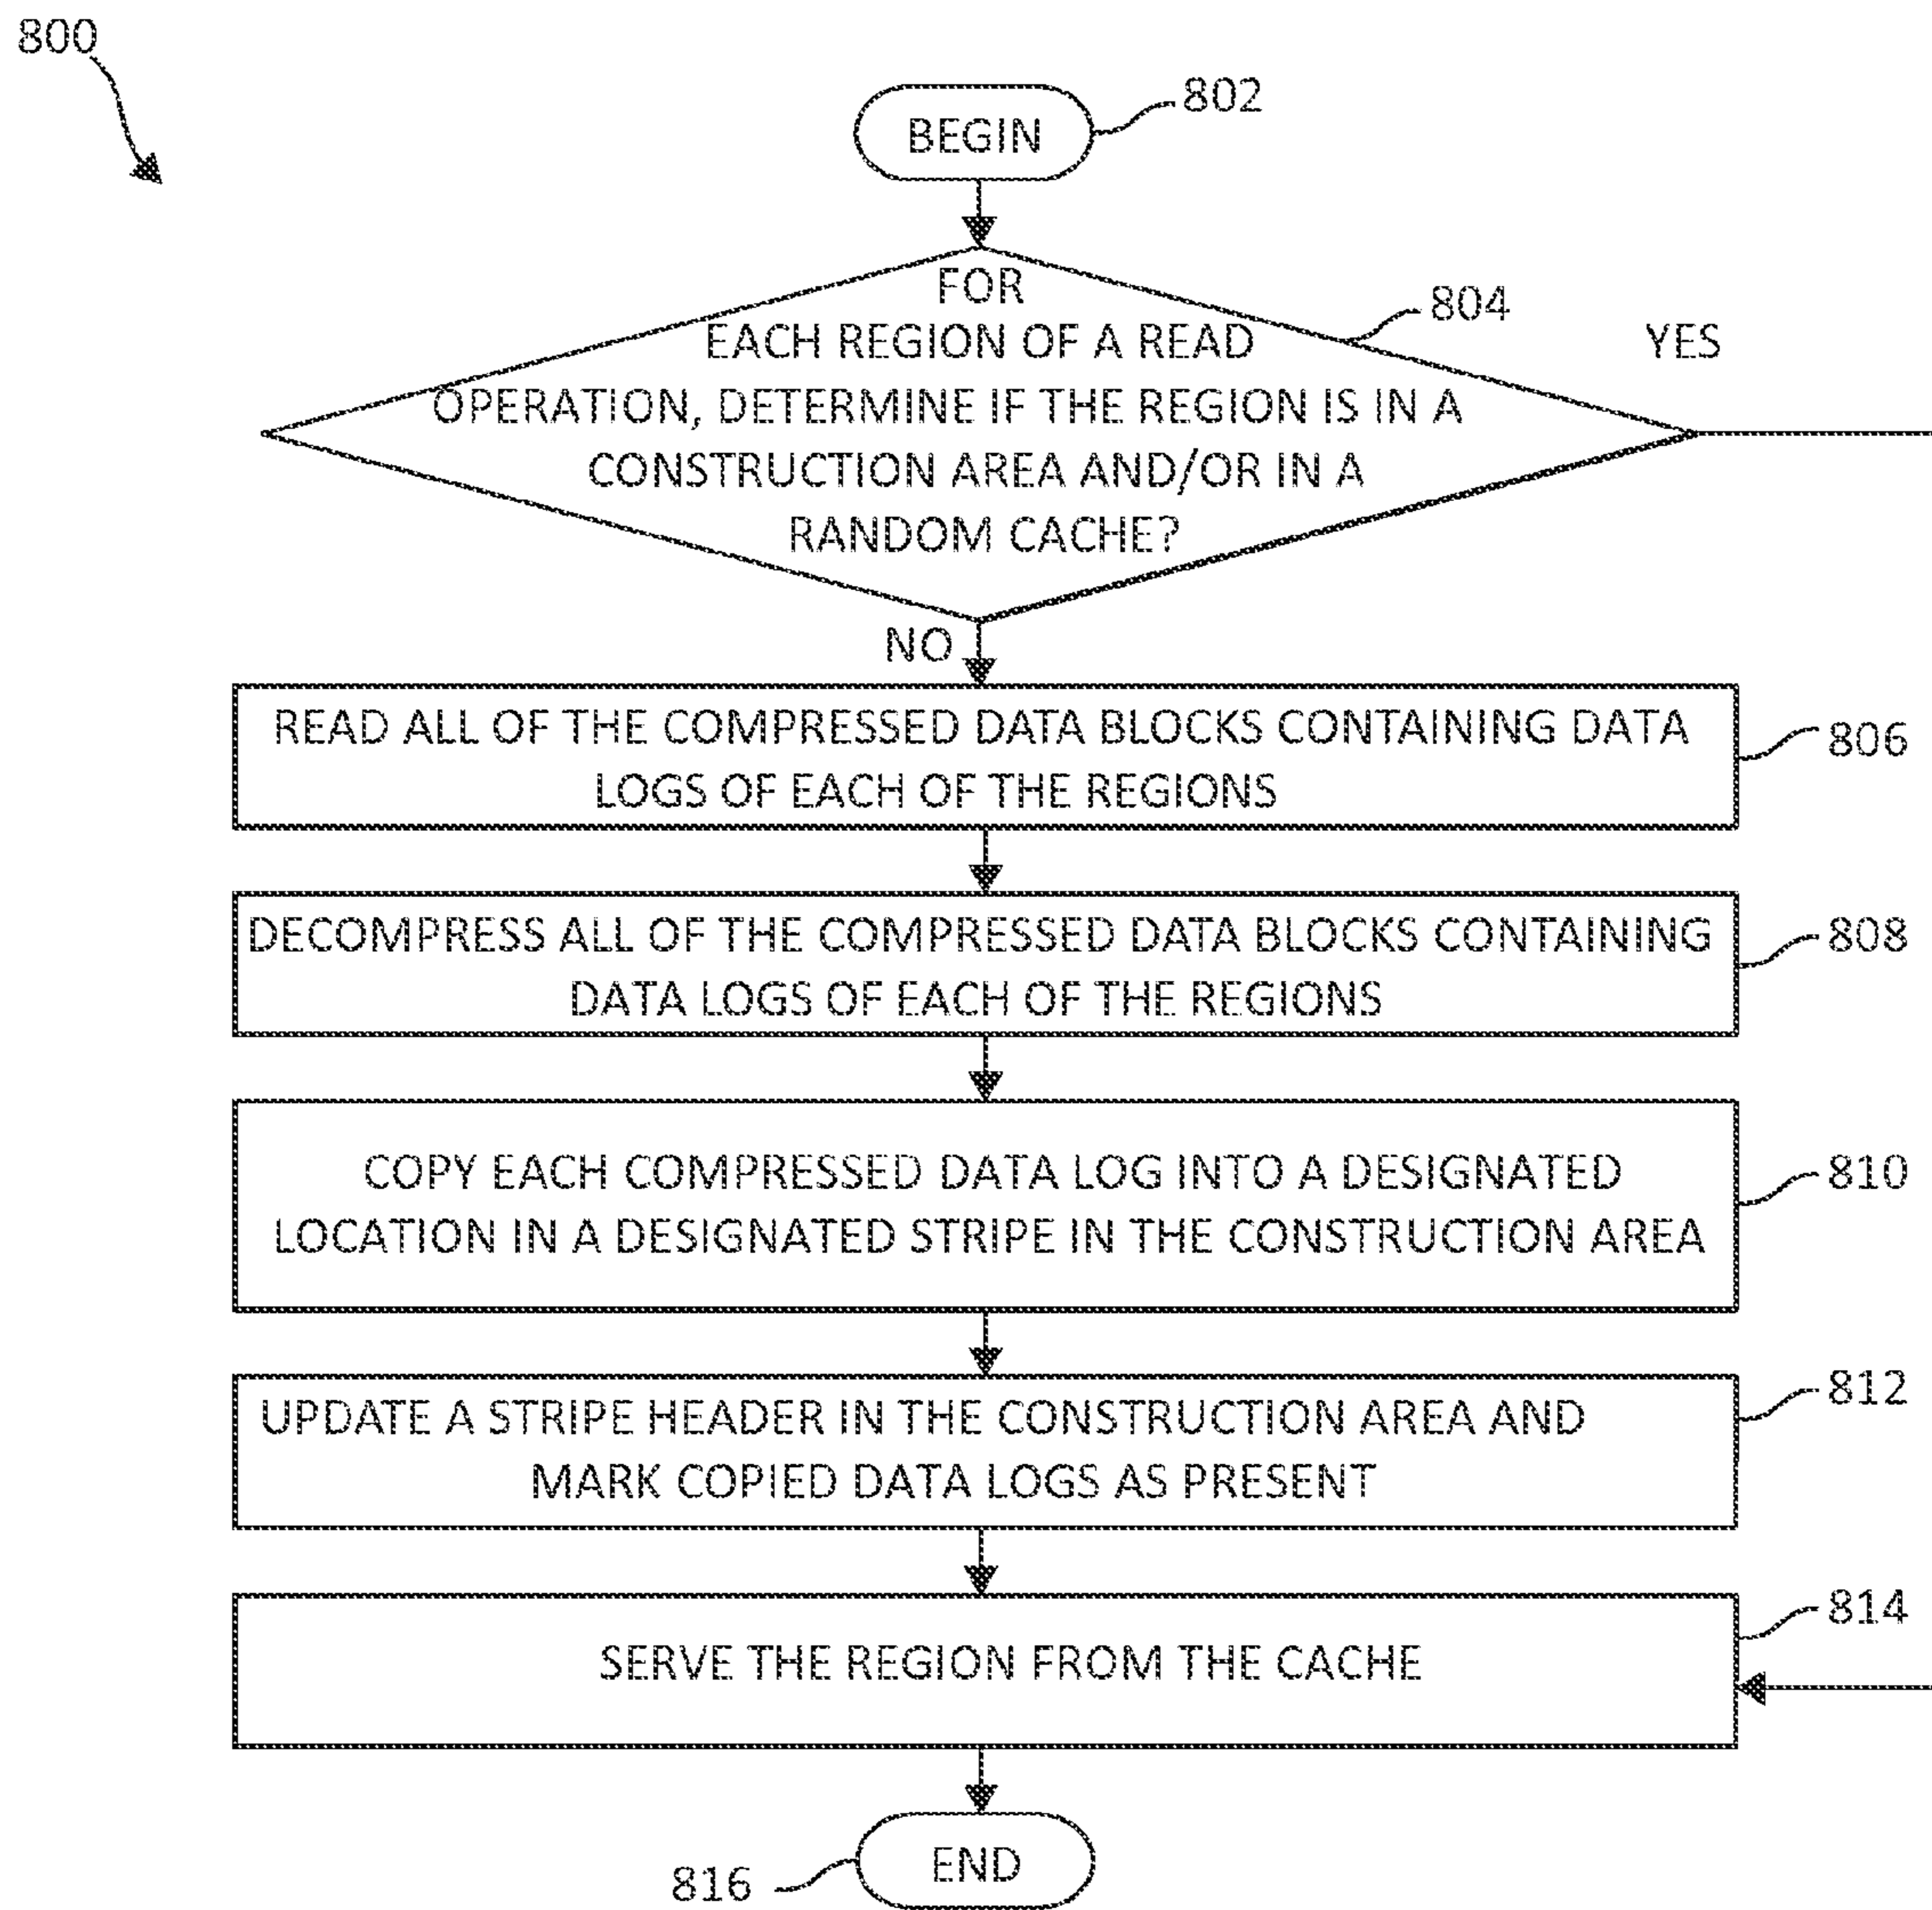 800
BEGIN
802
FOR
EACH REGION OF A READ
OPERATION, DETERMINE IF THE REGION IS IN A
CONSTRUCTION AREA AND/OR IN A
RANDOM CACHE?
804
YES
NO
READ ALL OF THE COMPRESSED DATA BLOCKS CONTAINING DATA
LOGS OF EACH OF THE REGIONS
806
DECOMPRESS ALL OF THE COMPRESSED DATA BLOCKS CONTAINING
DATA LOGS OF EACH OF THE REGIONS
808
COPY EACH COMPRESSED DATA LOG INTO A DESIGNATED
LOCATION IN A DESIGNATED STRIPE IN THE CONSTRUCTION AREA
810
UPDATE A STRIPE HEADER IN THE CONSTRUCTION AREA AND
MARK COPIED DATA LOGS AS PRESENT
812
SERVE THE REGION FROM THE CACHE
814
END
816